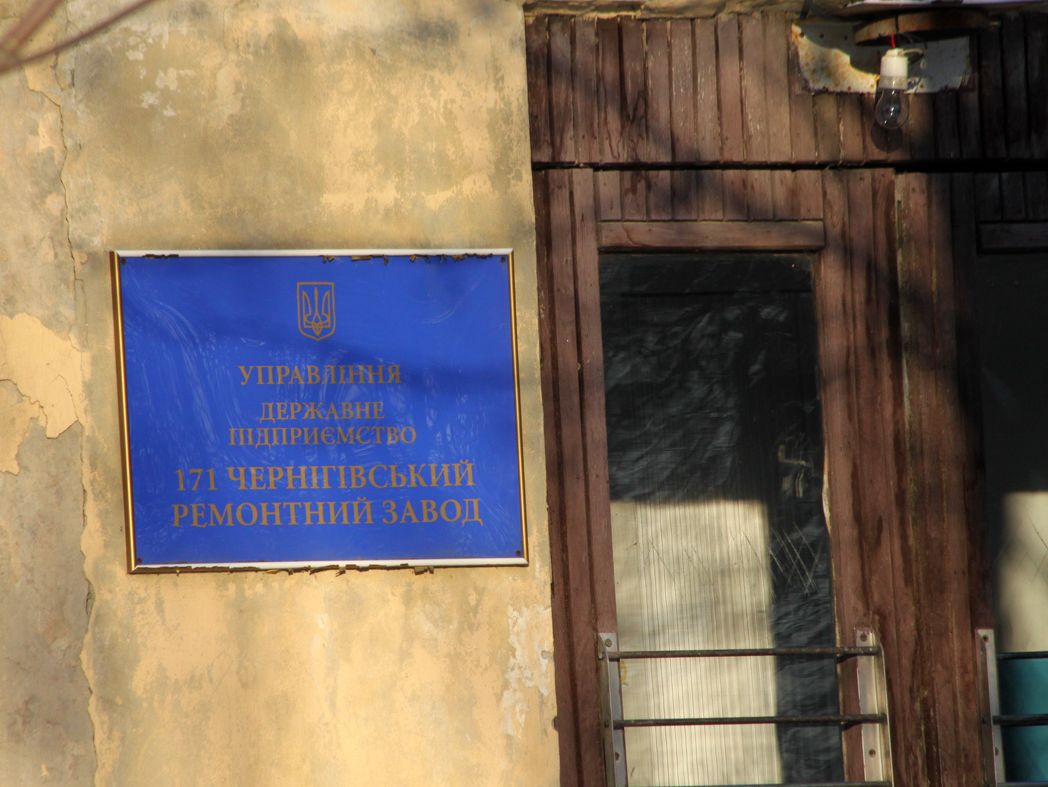 УПРАВЛІННЯ
ДЕРЖАВНЕ
ПІДПРИЄМСТВО
171 ЧЕРНІГІВСЬКИЙ
РЕМОНТНИЙ ЗАВОД